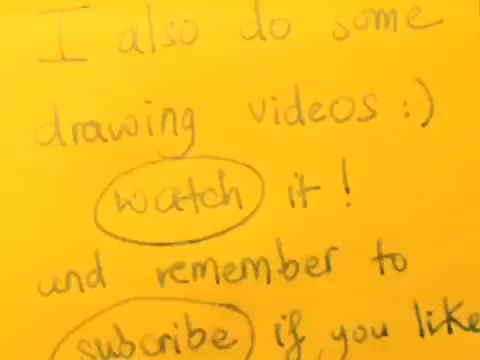 I also do some
drawing videos :)
watch it!
and remember to
subcribe if you like